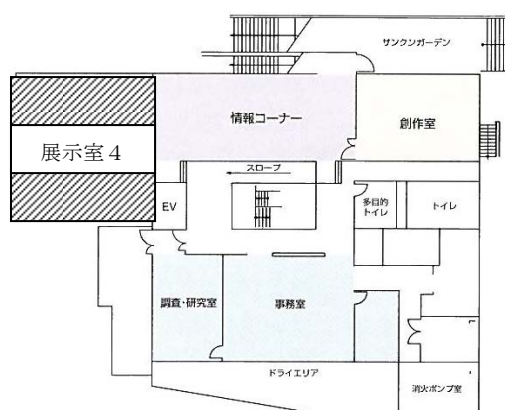 サンクンガーデン
情報コーナー
創作室
展示室4
スロープ
EV
多目的
トイレ
トイレ
調査・研究室
事務室
ドライエリア
消火ポンプ室